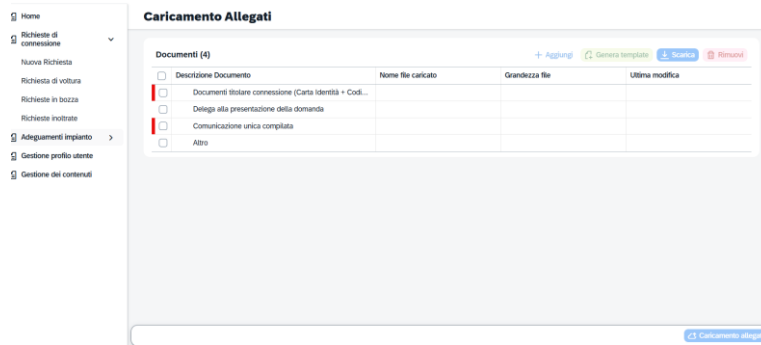 Home
Richieste di
connessione
Nuova Richiesta
Richiesta di voltura
Richieste in bozza
Richieste inoltrate
Adeguamenti impianto
Gestione profilo utente
Gestione dei contenuti
Caricamento Allegati
Documenti (4)
Aggiungi
Genera template
Scarica
Rimuovi
Descrizione Documento Nome file caricato Grandezza file Ultima modifica
Documenti titolare connessione (Carta Identità + Codi...
Delega alla presentazione della domanda
Comunicazione unica compilata
Altro
Caricamento allegat